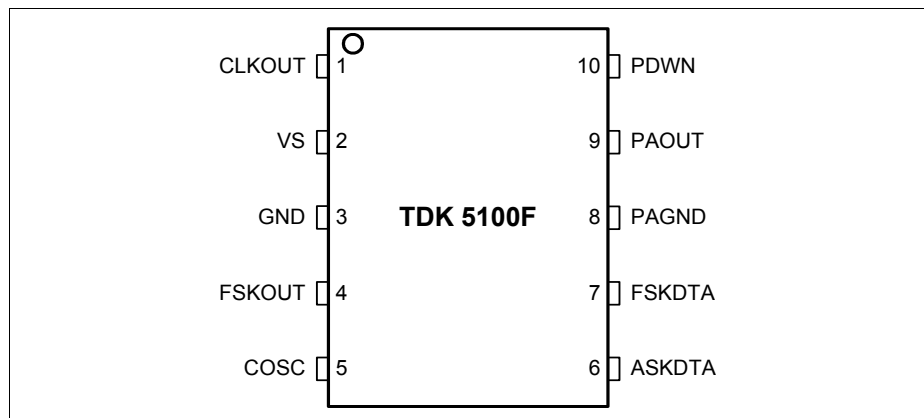 CLKOUT 1 10 PDWN
VS 2 9 PAOUT
GND 3 TDK 5100F 8 PAGND
FSKOUT 4 7 FSKDTA
COSC 5 6 ASKDTA